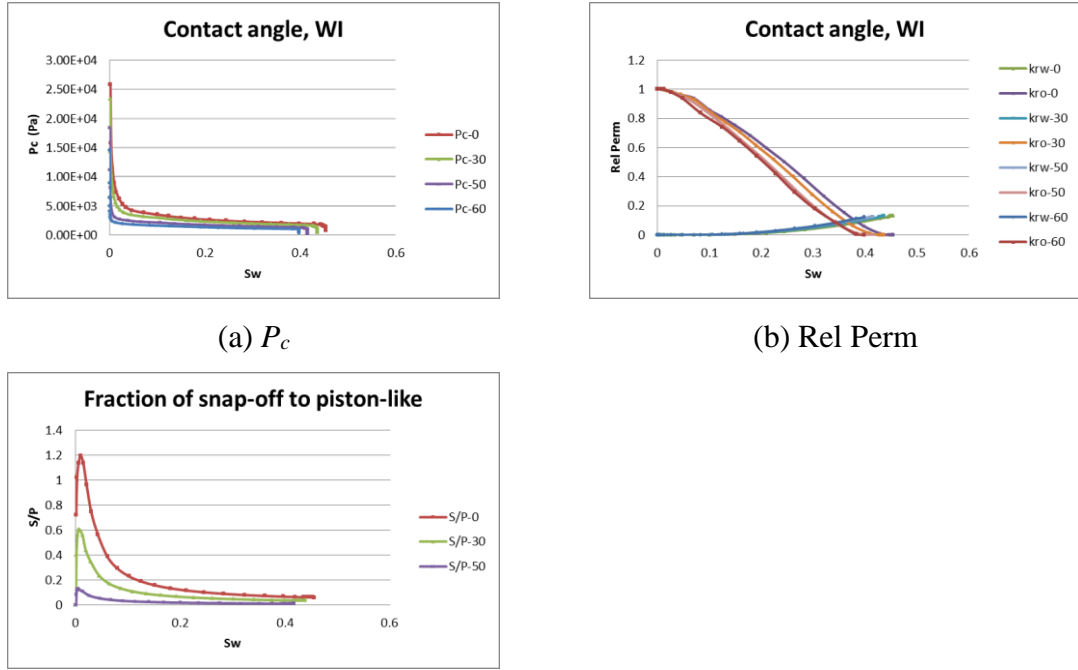 Contact angle, WI
3.00E+04
2.50E+04
2.00E+04
1.50E+04
1.00E+04
5.00E+03
0.00E+00
Pc (Pa)
0 0.2 0.4 0.6
Sw
Pc-0
Pc-30
Pc-50
Pc-60
(a) Pc
Contact angle, WI
1.2
1
0.8
0.6
0.4
0.2
0
Rel Perm
0 0.1 0.2 0.3 0.4 0.5
Sw
krw-0
kro-0
krw-30
kro-30
krw-50
kro-50
krw-60
kro-60
(b) Rel Perm
Fraction of snap-off to piston-like
1.4
1.2
1
0.8
0.6
0.4
0.2
0
S/P
0 0.2 0.4 0.6
Sw
S/P-0
S/P-30
S/P-50